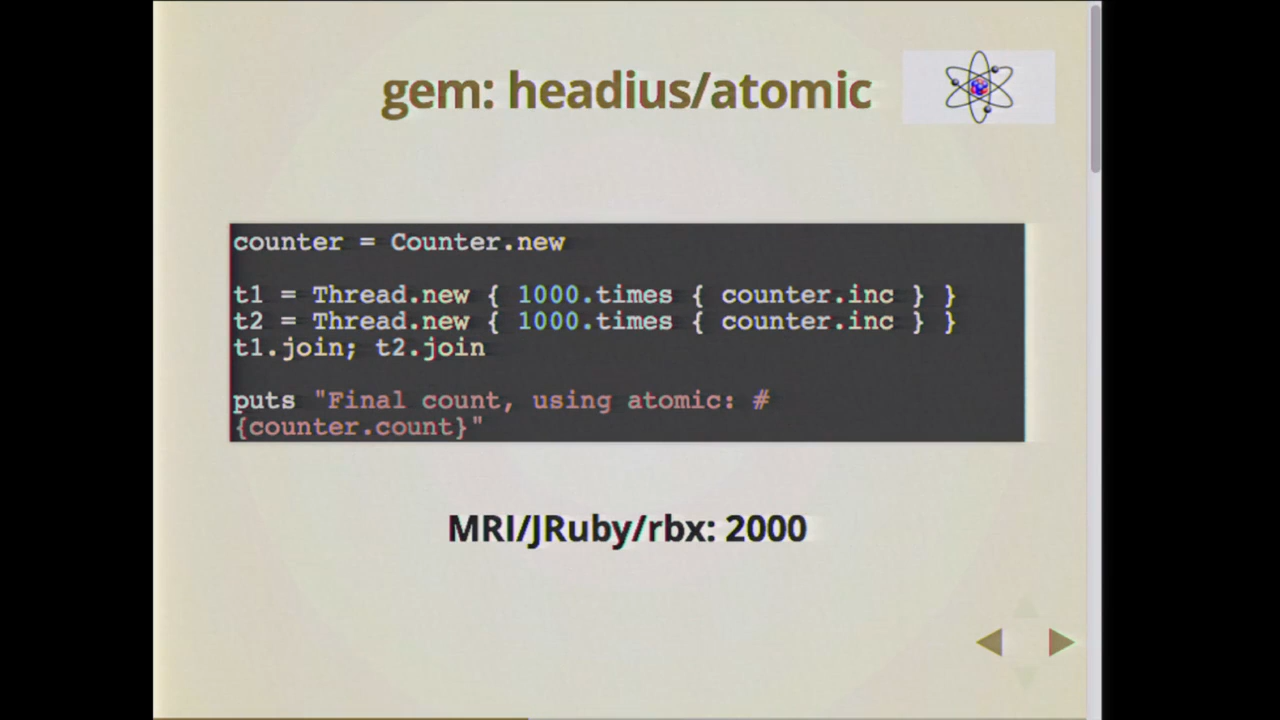 gem: headius/atomic
counter = Counter.new
t1 = Thread.new { 1000.times { counter.inc } }
t2 = Thread.new { 1000.times { counter.inc } }
t1.join; t2.join
puts "Final count, using atomic: #
{counter.count}"
MRI/JRuby/rbx: 2000